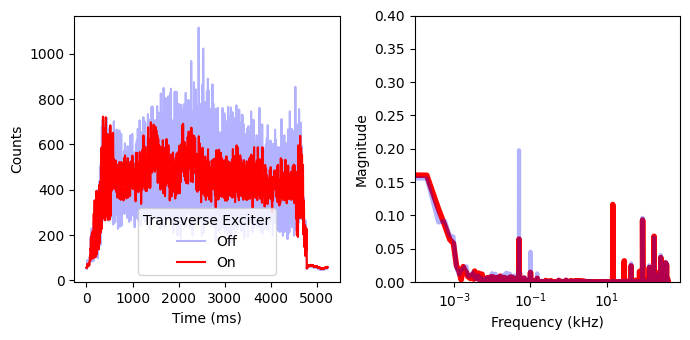 1000
800
600
400
200
0
Counts
0 1000 2000 3000 4000 5000
Time (ms)
Transverse Exciter
Off
On
0.40
0.35
0.30
0.25
0.20
0.15
0.10
0.05
0.00
Magnitude
10⁻³ 10⁻¹ 10¹
Frequency (kHz)